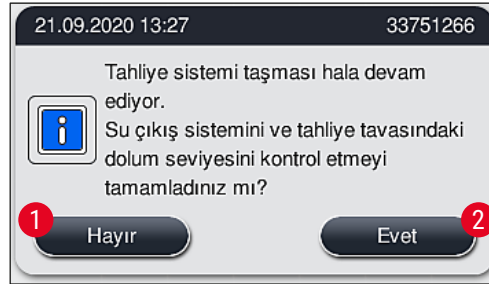 21.09.2020 13:27 33751266
Tahliye sistemi taşması hala devam
ediyor.
Su çıkış sistemini ve tahliye tavasındaki
dolum seviyesini kontrol etmeyi
tamamladınız mı?
1 Hayır Evet 2